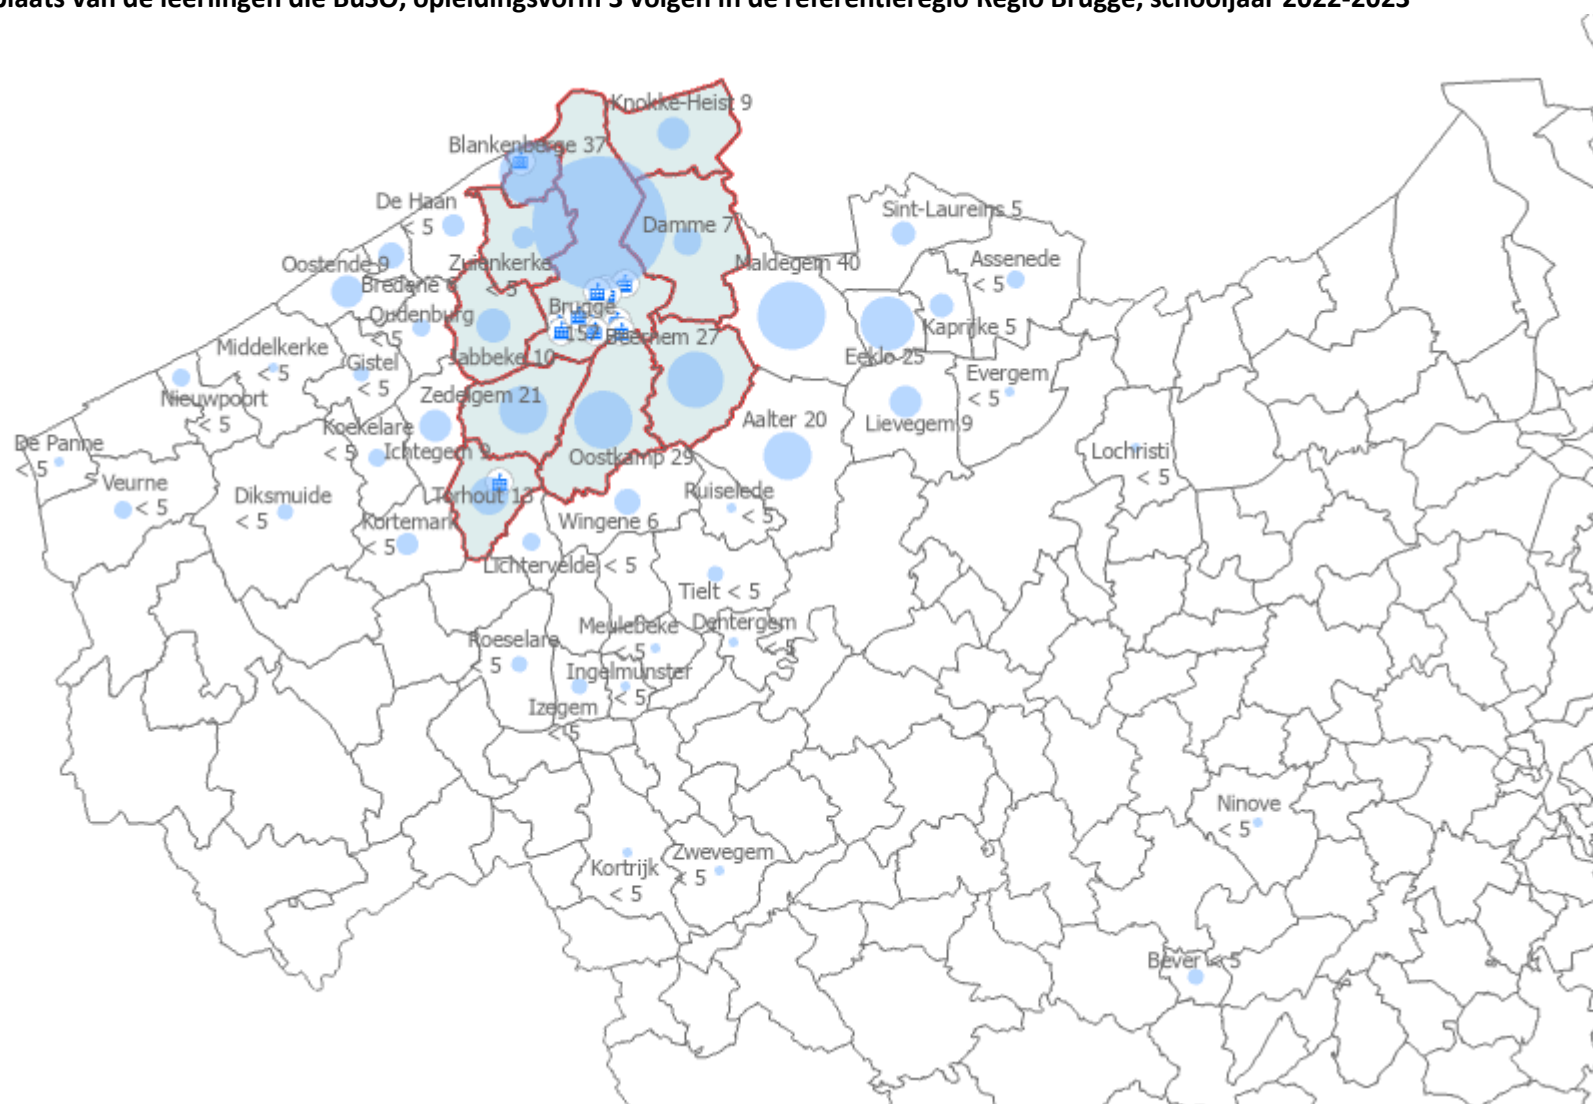 plaats van de leerlingen die BuSO, opleidingsvorm 3 volgen in de referentieregio Regio Brugge, schooljaar 2022-2023
Knokke-Heist 9
Blankenberge 37
De Haan
< 5
Sint-Laureins 5
Damme 7
Oostende 9
Zuienkerke
< 5
Maldegem 40
Assenede
< 5
Bredene
Oudenburg
< 5
Brugge
Kaprijke 5
Beernem 27
Middelkerke
< 5
Jabbeke 10
Eeklo 25
Gistel
< 5
Evergem
< 5
Nieuwpoort
< 5
Zedelgem 21
Koekelare
< 5
Aalter 20
Lievegem 9
De Panne
< 5
Ichtegem 9
Oostkamp 29
Lochristi
< 5
Veurne
< 5
Diksmuide
< 5
Torhout 13
Ruiselede
< 5
Kortemark
< 5
Wingene 6
Lichtervelde < 5
Tielt < 5
Roeselare
5
Meulebeke
< 5
Dentergem
< 5
Ingelmunster
< 5
Izegem
< 5
Ninove
< 5
Kortrijk
< 5
Zwevegem
< 5
Bever < 5